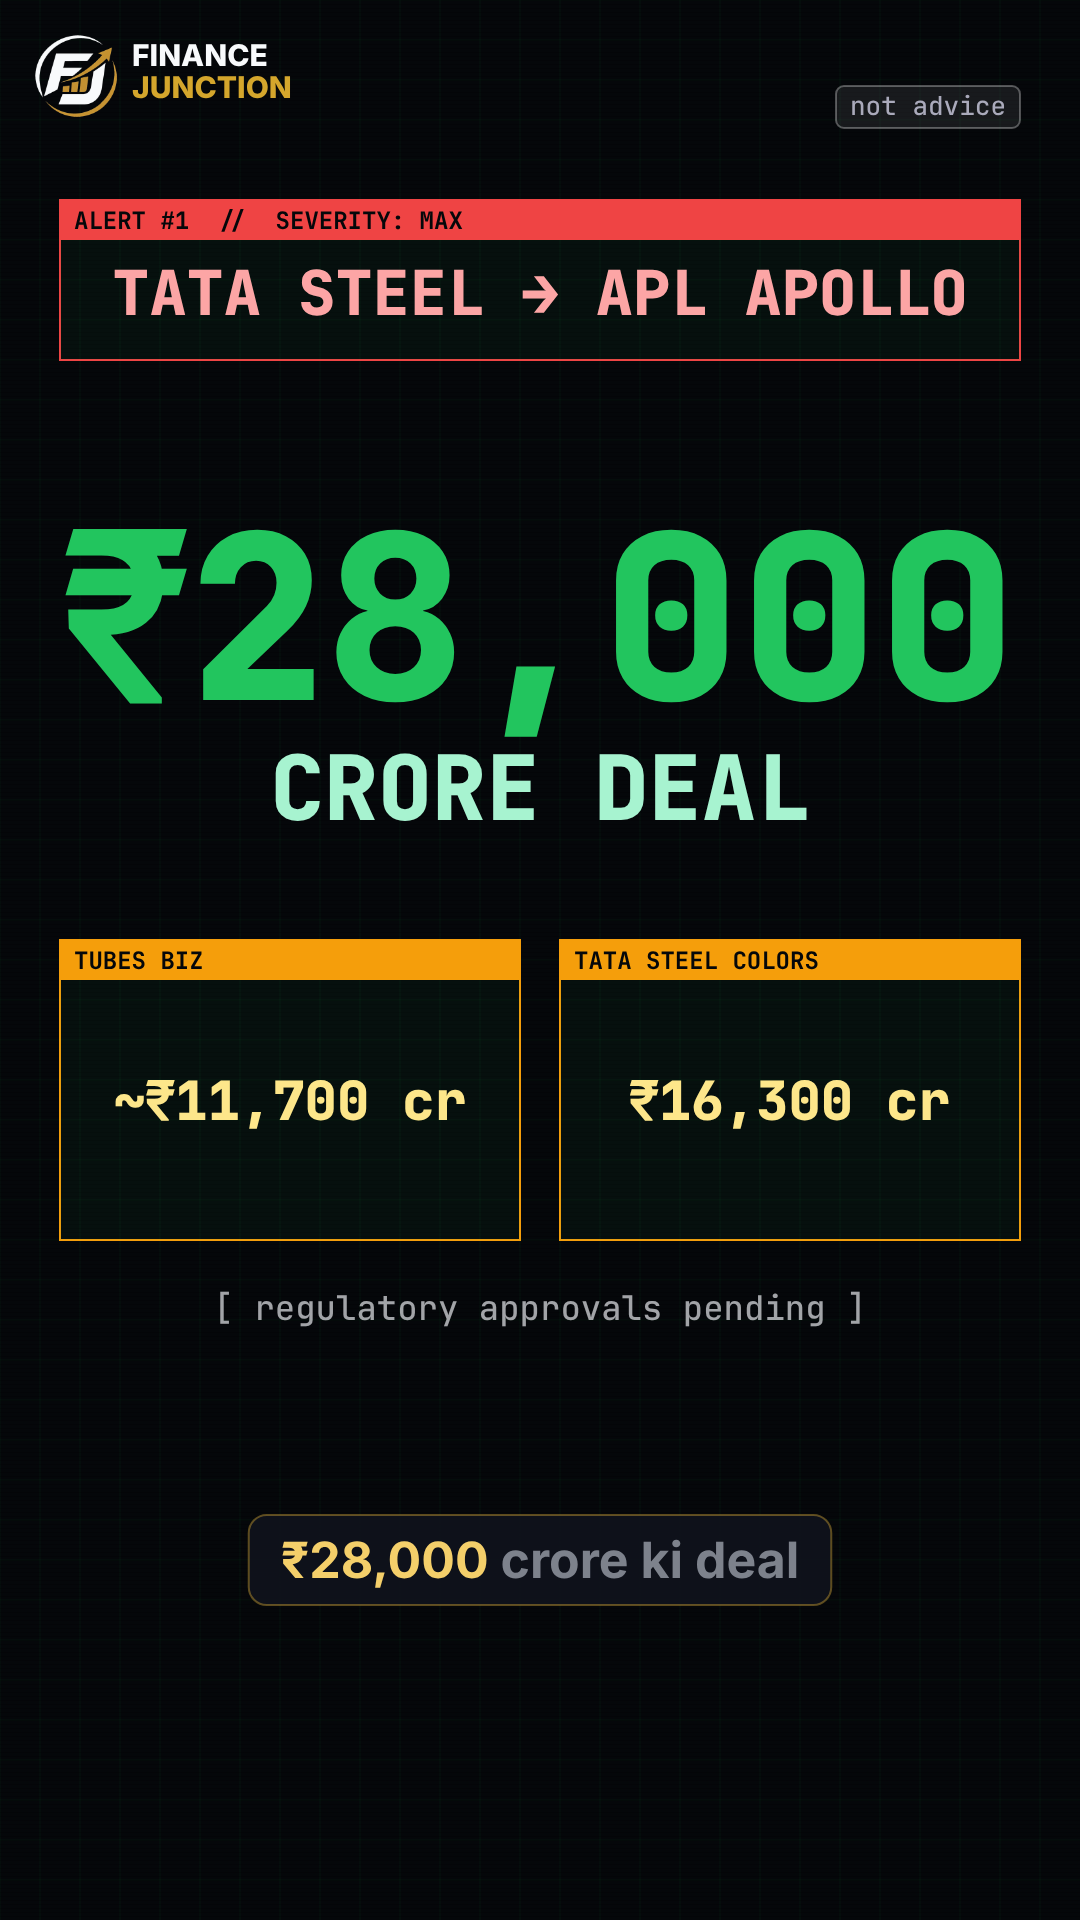 FINANCE
JUNCTION
not advice
ALERT #1 // SEVERITY: MAX
TATA STEEL → APL APOLLO
₹28,000
CRORE DEAL
TUBES BIZ
~₹11,700 cr
TATA STEEL COLORS
₹16,300 cr
[ regulatory approvals pending ]
₹28,000 crore ki deal